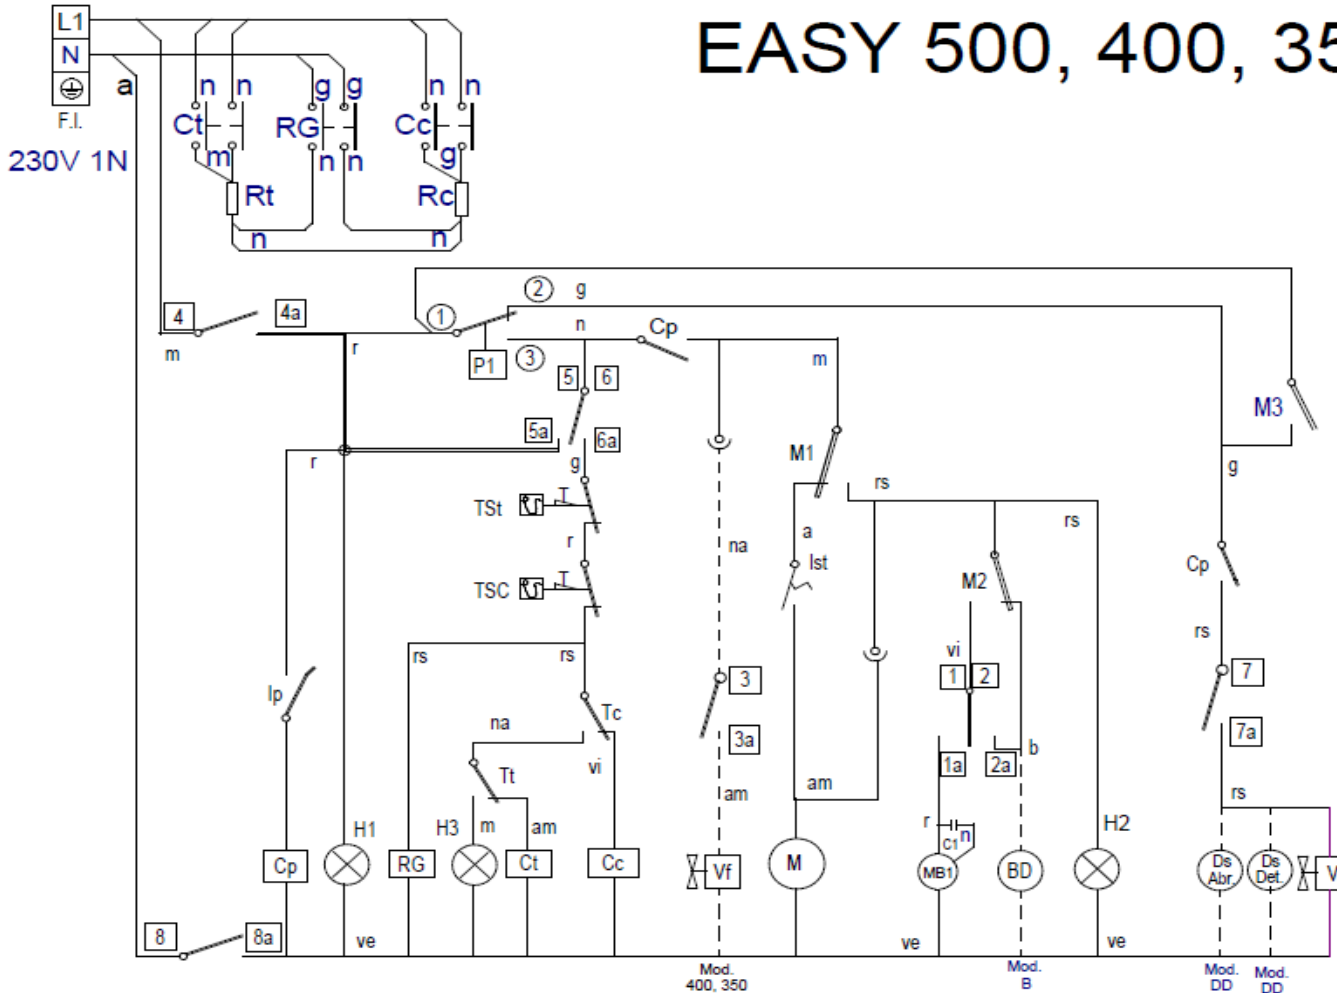 EASY 500, 400, 35
L1
N
F.I.
230V 1N
a
n n g g n n
Ct RG Cc
m n n g
Rt Rc
n n
4 4a 1 2 g
m r P1 3 n Cp m
5 6
5a 6a
r g
M1 M3
rs g
TSt T
r
na a Ist rs
TSC T
M2 Cp
rs rs
vi rs
Ip 3 1 2 7
Tc
na 3a 1a 2a b 7a
Tt vi
am am rs
H1 H3 m am r C1 n H2
Cp RG Ct Cc Vf M MB1 BD Ds Abr. Ds Det. V
8 8a ve ve ve
Mod. 400, 350
Mod. B
Mod. DD
Mod. DD